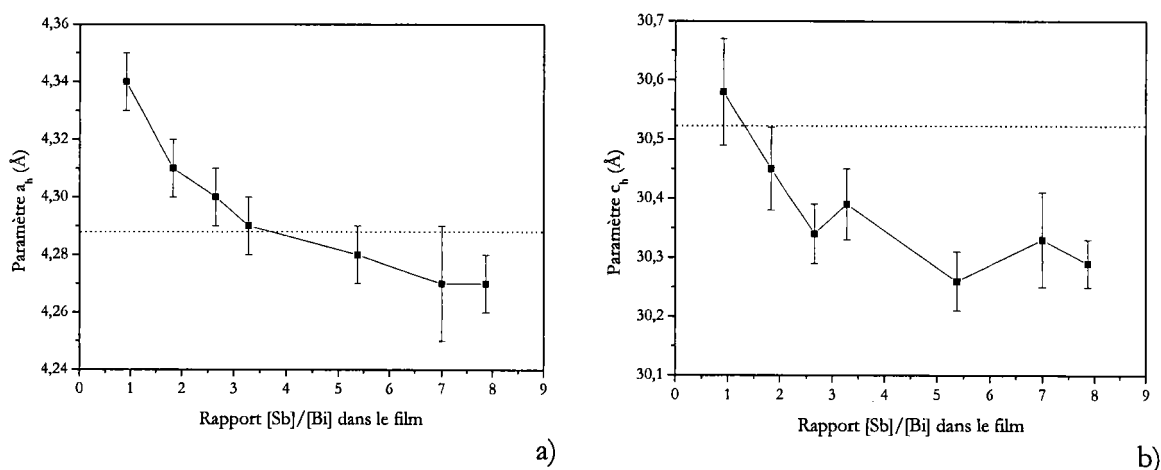 4,36
4,34
4,32
4,30
4,28
4,26
4,24
Paramètre a_h (Å)
0 1 2 3 4 5 6 7 8 9
Rapport [Sb]/[Bi] dans le film
a)
30,7
30,6
30,5
30,4
30,3
30,2
30,1
Paramètre c_h (Å)
0 1 2 3 4 5 6 7 8 9
Rapport [Sb]/[Bi] dans le film
b)